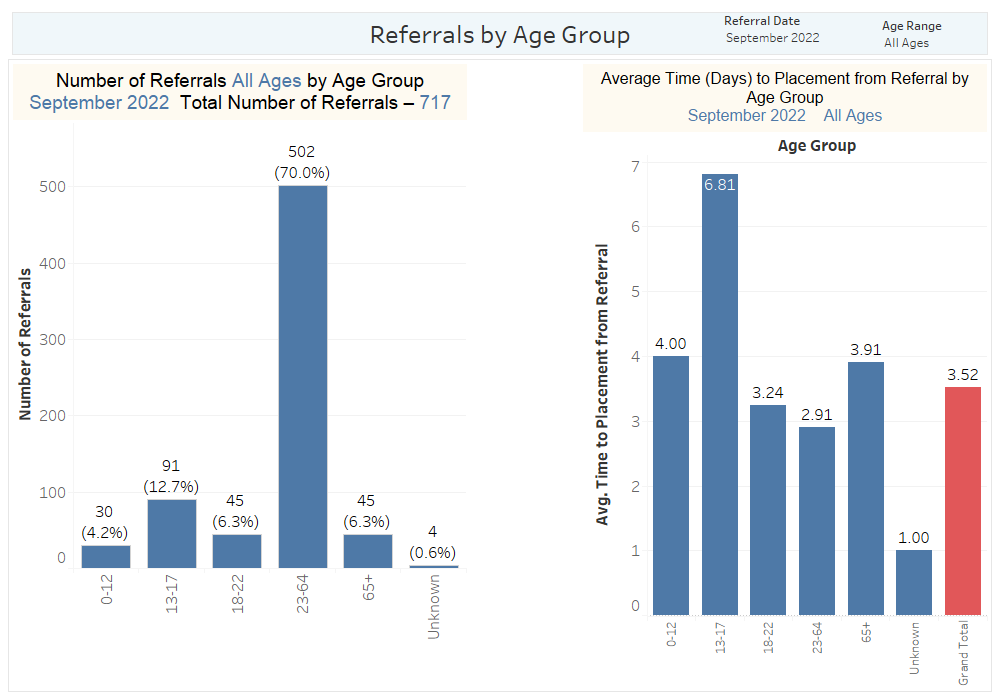 Referrals by Age Group
Referral Date
September 2022
Age Range
All Ages
Number of Referrals All Ages by Age Group
September 2022 Total Number of Referrals – 717
Number of Referrals
500
400
300
200
100
0
30
(4.2%)
91
(12.7%)
45
(6.3%)
502
(70.0%)
45
(6.3%)
4
(0.6%)
0-12
13-17
18-22
23-64
65+
Unknown
Average Time (Days) to Placement from Referral by
Age Group
September 2022 All Ages
Age Group
Avg. Time to Placement from Referral
7
6
5
4
3
2
1
0
4.00
6.81
3.24
2.91
3.91
1.00
3.52
0-12
13-17
18-22
23-64
65+
Unknown
Grand Total